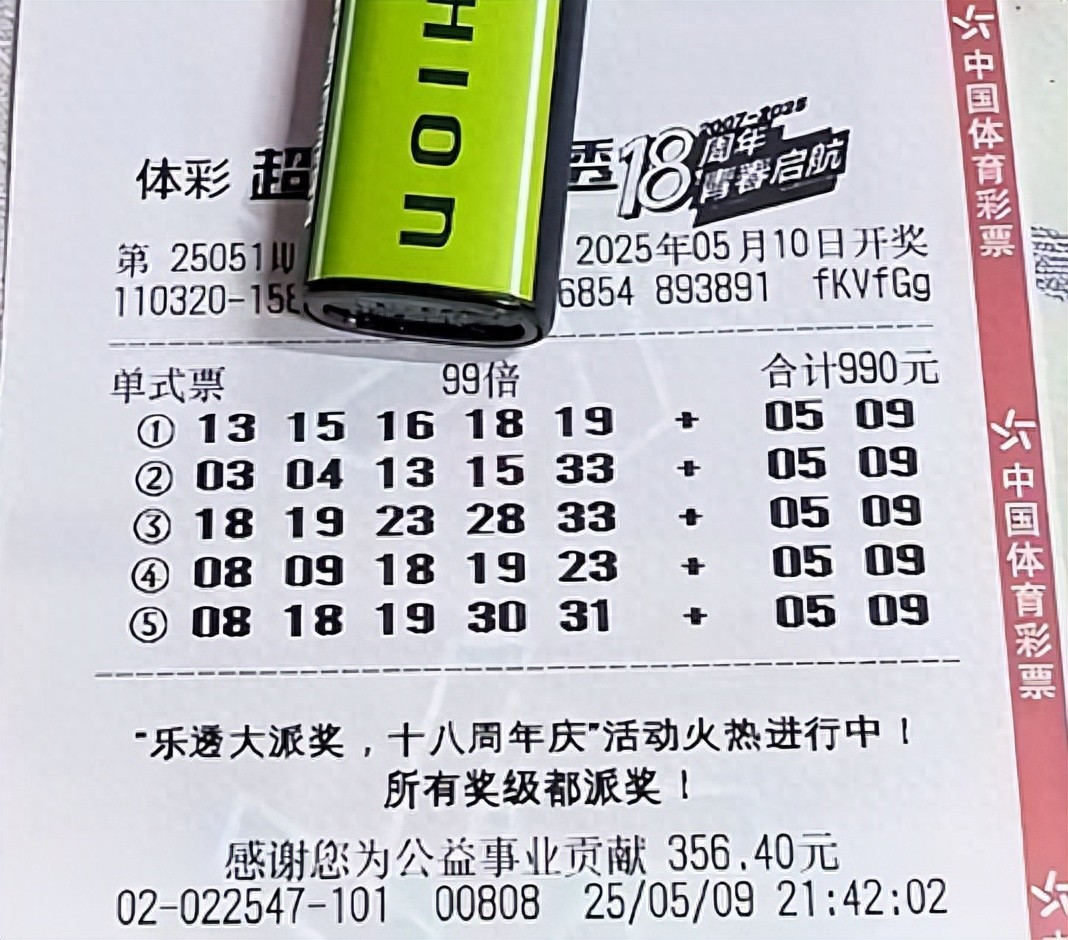 HION
体彩 超
2007-2025
18周年
青春启航
第 25051
2025年05月10日开奖
110320-15
6854 893891 fKVfGg
单式票 99倍 合计990元
① 13 15 16 18 19 + 05 09
② 03 04 13 15 33 + 05 09
③ 18 19 23 28 33 + 05 09
④ 08 09 18 19 23 + 05 09
⑤ 08 18 19 30 31 + 05 09
“乐透大派奖，十八周年庆”活动火热进行中！
所有奖级都派奖！
感谢您为公益事业贡献 356.40元
02-022547-101 00808 25/05/09 21:42:02
中国体育彩票
中国体育彩票